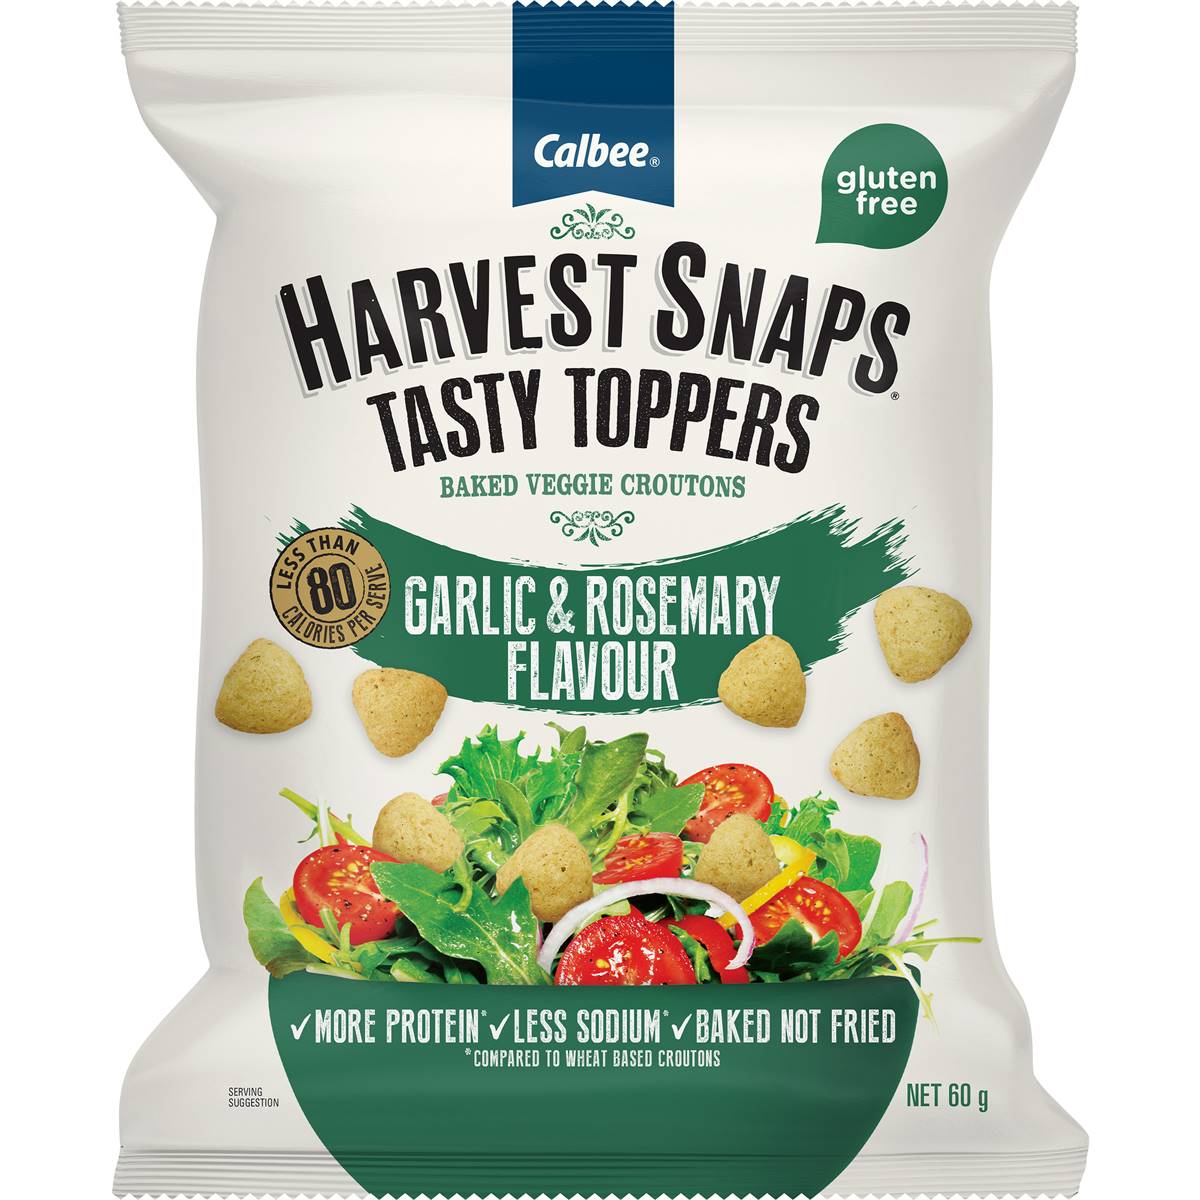 Calbee®
gluten
free
HARVEST SNAPS®
TASTY TOPPERS
BAKED VEGGIE CROUTONS
LESS THAN
80
CALORIES PER SERVE
GARLIC & ROSEMARY
FLAVOUR
✓MORE PROTEIN* ✓LESS SODIUM* ✓BAKED NOT FRIED
*COMPARED TO WHEAT BASED CROUTONS
SERVING
SUGGESTION
NET 60 g